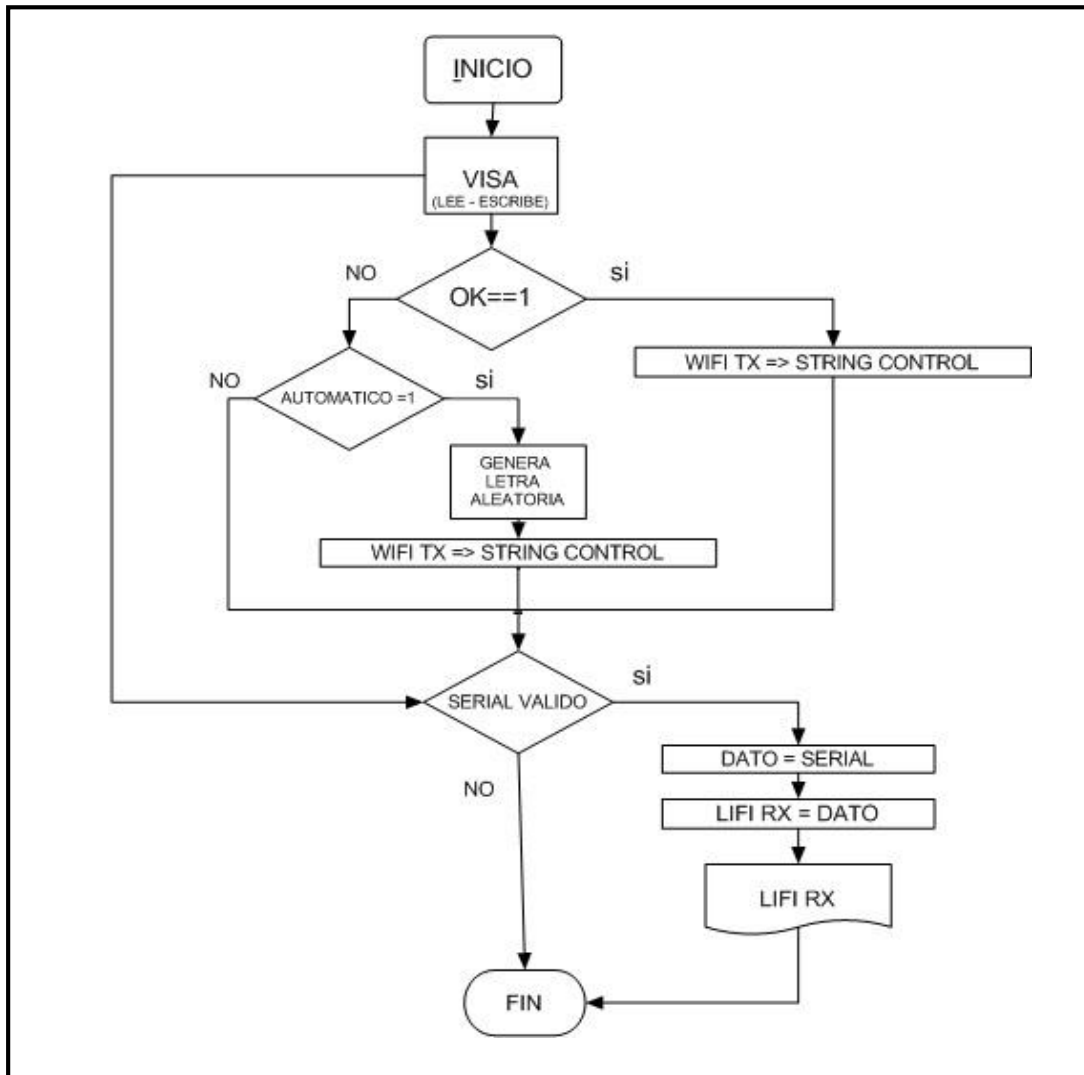 INICIO
VISA
(LEE - ESCRIBE)
NO
si
OK==1
WIFI TX => STRING CONTROL
NO
si
AUTOMATICO =1
GENERA
LETRA
ALEATORIA
WIFI TX => STRING CONTROL
si
SERIAL VALIDO
DATO = SERIAL
NO
LIFI RX = DATO
LIFI RX
FIN